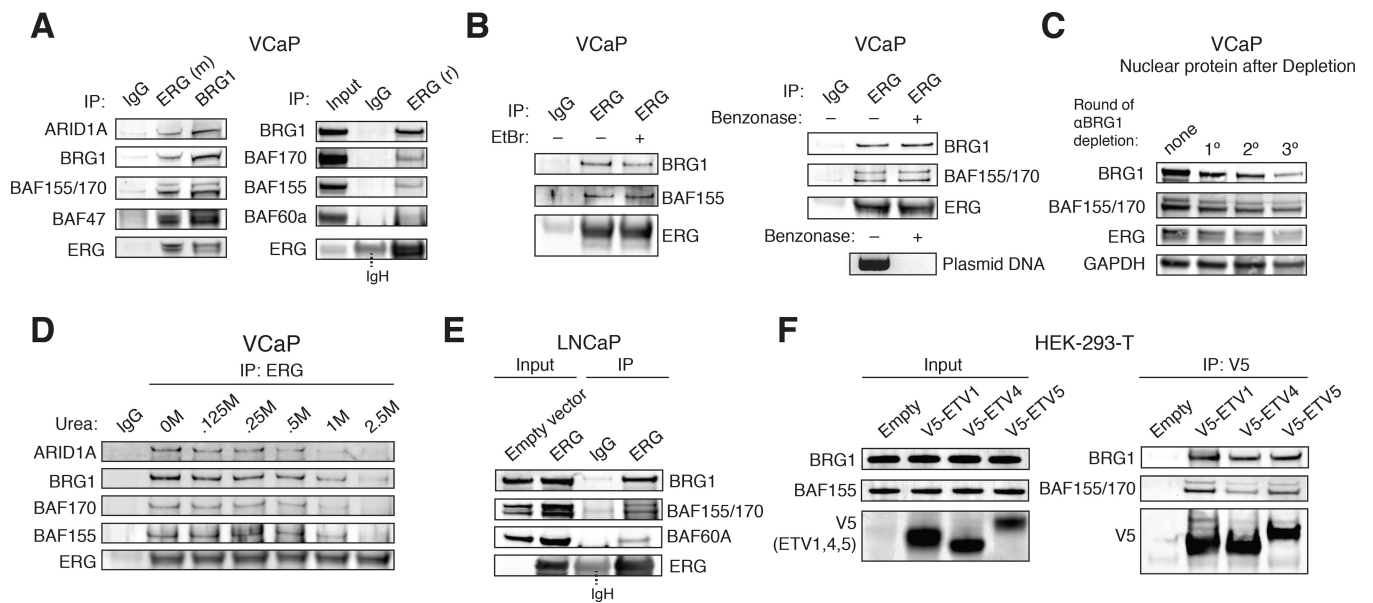 A
VCaP
IP: IgG ERG (m) BRG1
ARID1A
BRG1
BAF155/170
BAF47
ERG
IP: Input IgG ERG (r)
BRG1
BAF170
BAF155
BAF60a
ERG
IgH
B
VCaP
IP: IgG ERG ERG
EtBr: – – +
BRG1
BAF155
ERG
VCaP
IP: IgG ERG ERG
Benzonase: – – +
BRG1
BAF155/170
ERG
Benzonase: – +
Plasmid DNA
C
VCaP
Nuclear protein after Depletion
Round of
αBRG1
depletion: none 1º 2º 3º
BRG1
BAF155/170
ERG
GAPDH
D
VCaP
IP: ERG
Urea: IgG 0M .125M .25M .5M 1M 2.5M
ARID1A
BRG1
BAF170
BAF155
ERG
E
LNCaP
Input IP
Empty vector ERG IgG ERG
BRG1
BAF155/170
BAF60A
ERG
IgH
F
HEK-293-T
Input
Empty V5-ETV1 V5-ETV4 V5-ETV5
BRG1
BAF155
V5
(ETV1,4,5)
IP: V5
Empty V5-ETV1 V5-ETV4 V5-ETV5
BRG1
BAF155/170
V5